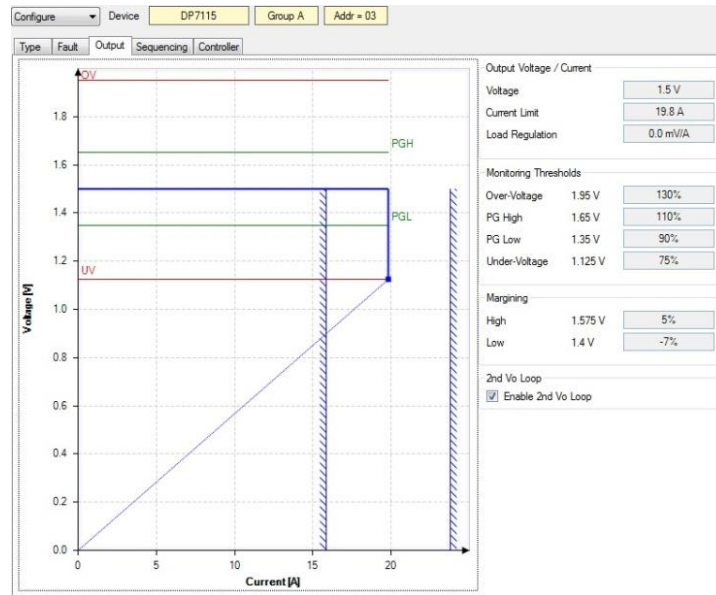 Configure Device DP7115 Group A Addr = 03
Type Fault Output Sequencing Controller
OV
1.8
PGH
1.6
1.4
PGL
1.2
UV
1.0
0.8
0.6
0.4
0.2
0.0
0 5 10 15 20
Voltage [V]
Current [A]
Output Voltage / Current
Voltage 1.5 V
Current Limit 19.8 A
Load Regulation 0.0 mV/A
Monitoring Thresholds
Over-Voltage 1.95 V 130%
PG High 1.65 V 110%
PG Low 1.35 V 90%
Under-Voltage 1.125 V 75%
Margining
High 1.575 V 5%
Low 1.4 V -7%
2nd Vo Loop
Enable 2nd Vo Loop